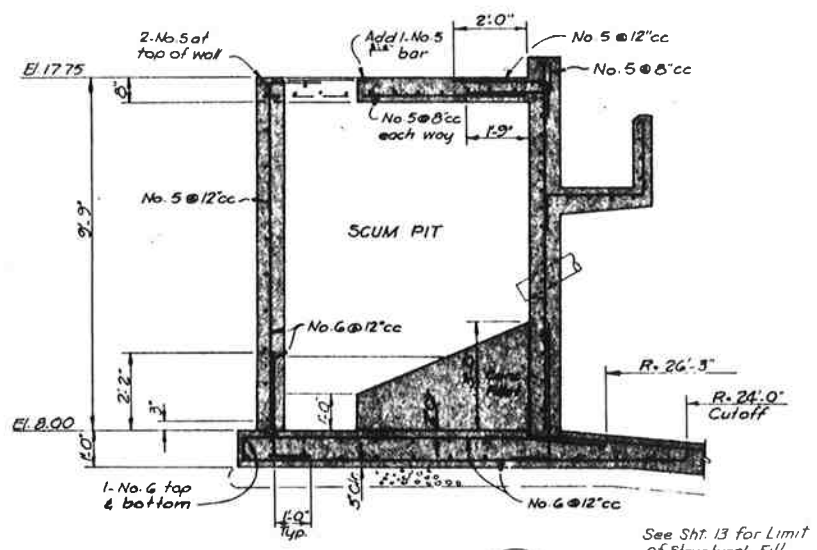 2'-0"
2-No.5 at
top of wall
Add 1-No.5
bar
No.5 @ 12"cc
No.5 @ 8"cc
El. 17.75
8"
No.5 @ 8"cc
each way
1'-9"
No.5 @ 12"cc
9'-9"
SCUM PIT
No.6 @ 12"cc
2'-2"
3"
1'-0"
R= 26'-3"
R= 24'-0"
Cutoff
El. 8.00
1'-0"
1-No.6 top
& bottom
1'-0"
Typ.
3"Clr.
No.6 @ 12"cc
See Sht. 13 for Limit